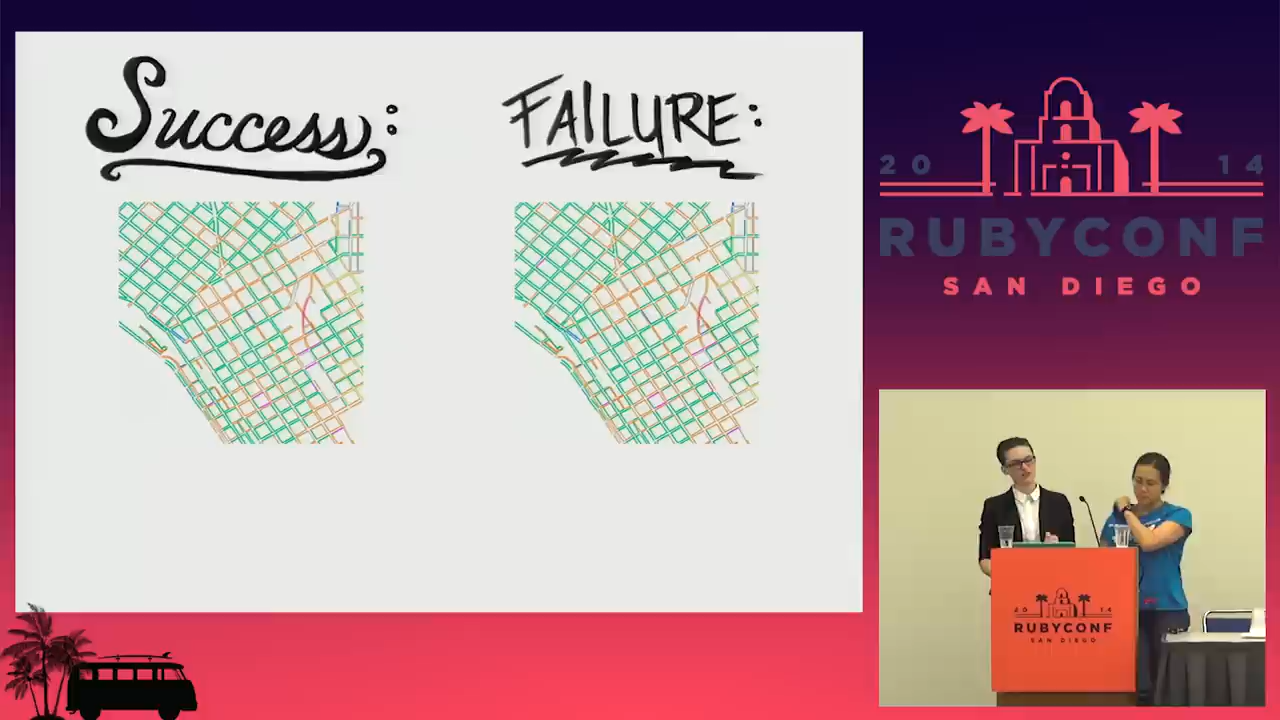 Success:
FAILURE:
20 14
RUBYCONF
SAN DIEGO
20 14
RUBYCONF
SAN DIEGO